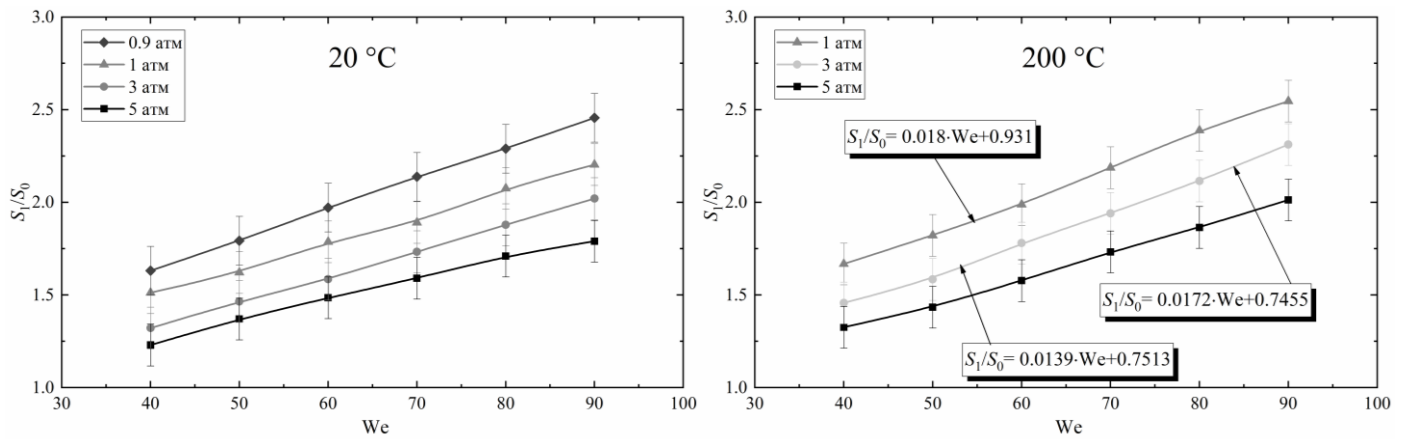 20 °C
0.9 атм
1 атм
3 атм
5 атм
S1/S0
3.0
2.5
2.0
1.5
1.0
30 40 50 60 70 80 90 100
We
200 °C
1 атм
3 атм
5 атм
S1/S0= 0.018·We+0.931
S1/S0= 0.0172·We+0.7455
S1/S0= 0.0139·We+0.7513
S1/S0
3.0
2.5
2.0
1.5
1.0
30 40 50 60 70 80 90 100
We